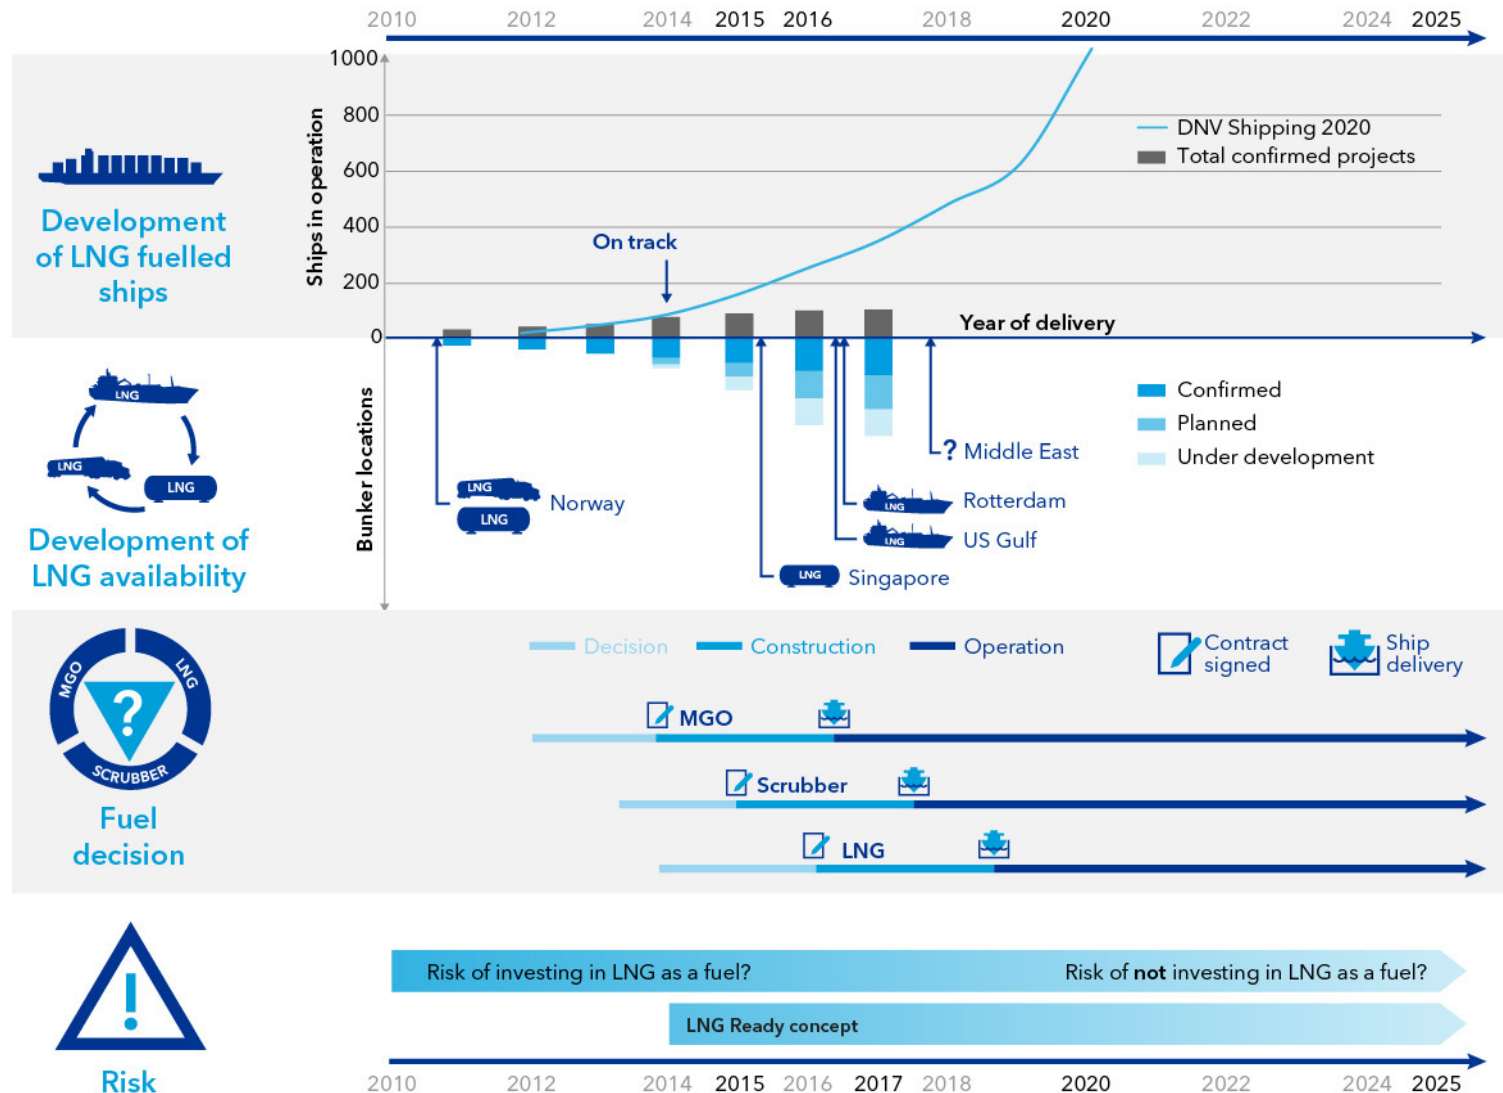 2010 2012 2014 2015 2016 2018 2020 2022 2024 2025
1000
800
600
400
200
0
Ships in operation
DNV Shipping 2020
Total confirmed projects
On track
Year of delivery
Development
of LNG fuelled
ships
Bunker locations
Confirmed
Planned
Under development
LNG
LNG
LNG
Development of
LNG availability
LNG
LNG
Norway
? Middle East
LNG
Rotterdam
LNG
US Gulf
LNG
Singapore
Decision
Construction
Operation
Contract
signed
Ship
delivery
MGO
LNG
SCRUBBER
?
Fuel
decision
MGO
Scrubber
LNG
!
Risk
Risk of investing in LNG as a fuel?
Risk of not investing in LNG as a fuel?
LNG Ready concept
2010 2012 2014 2015 2016 2017 2018 2020 2022 2024 2025